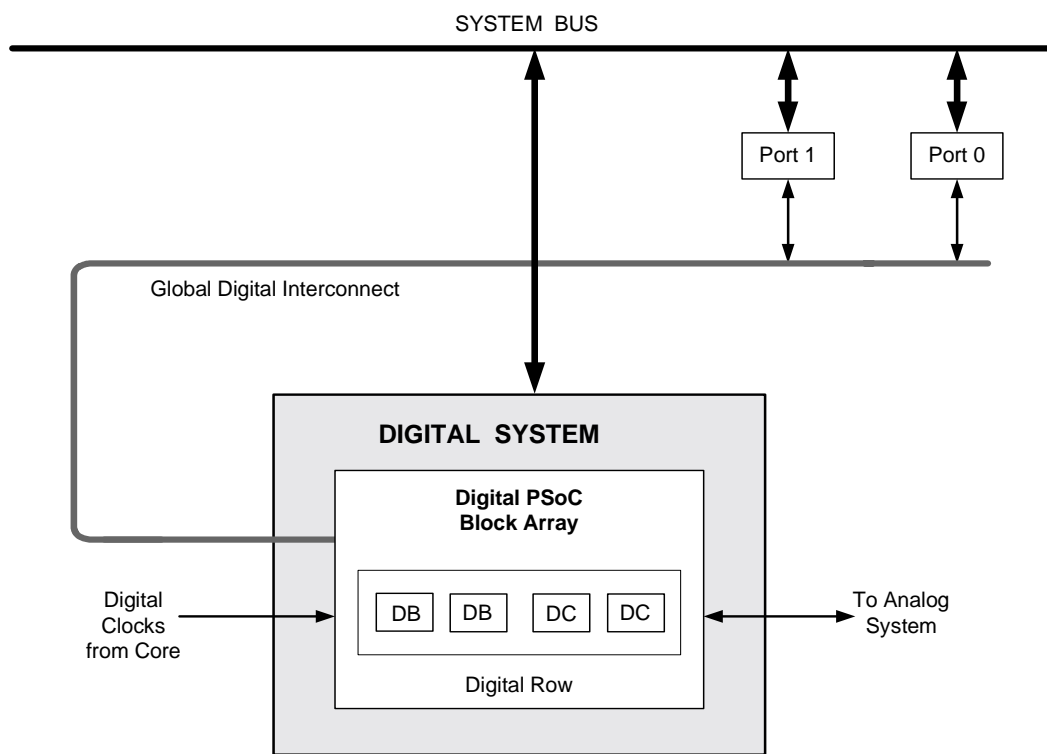 SYSTEM BUS
Port 1
Port 0
Global Digital Interconnect
DIGITAL SYSTEM
Digital PSoC
Block Array
DB DB DC DC
Digital Row
Digital
Clocks
from Core
To Analog
System